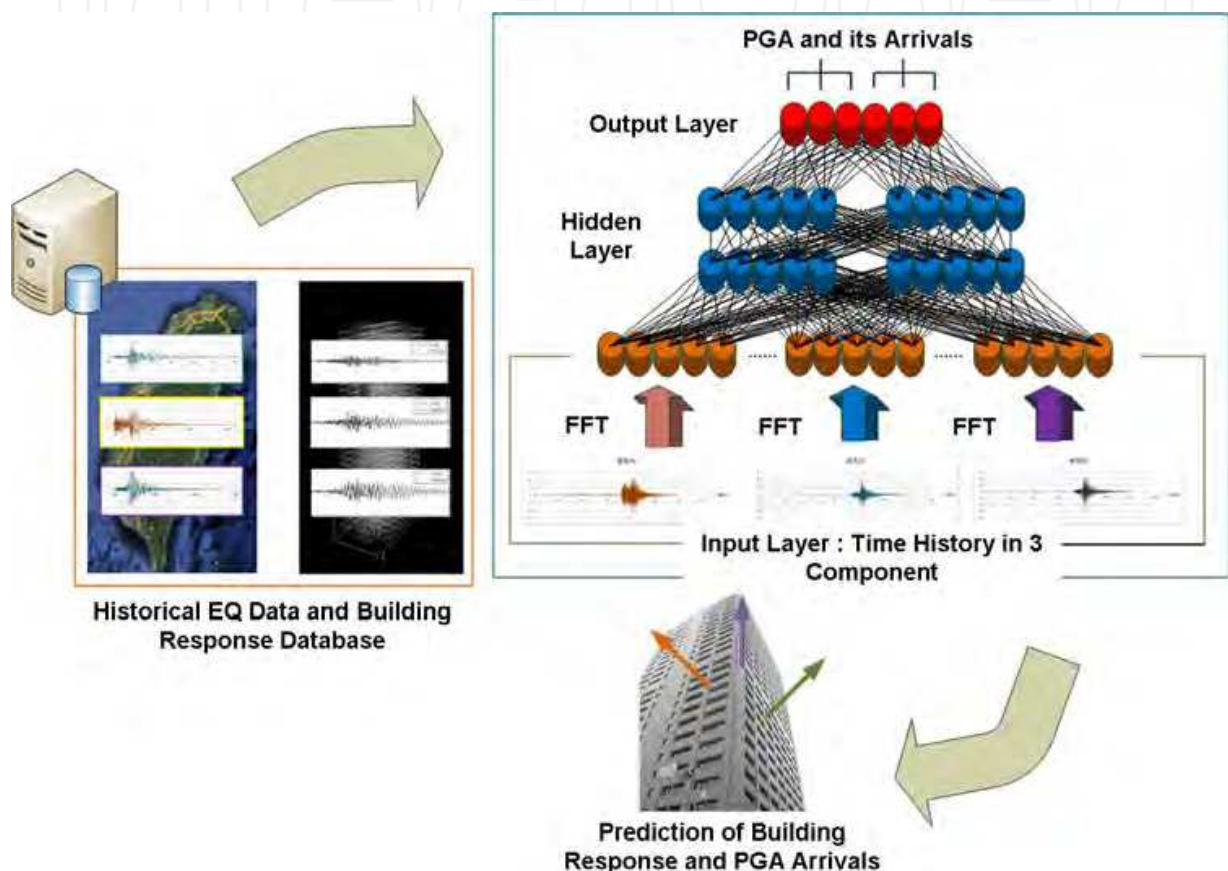 PGA and its Arrivals
Output Layer
Hidden
Layer
FFT
FFT
FFT
Input Layer : Time History in 3
Component
Historical EQ Data and Building
Response Database
Prediction of Building
Response and PGA Arrivals